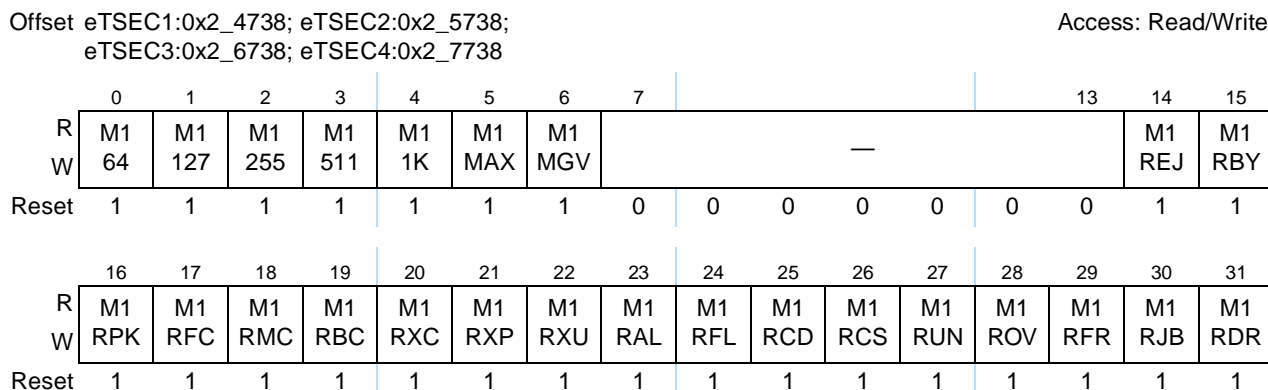 Offset eTSEC1:0x2_4738; eTSEC2:0x2_5738; Access: Read/Write
eTSEC3:0x2_6738; eTSEC4:0x2_7738
0 1 2 3 4 5 6 7 13 14 15
R M1 M1 M1 M1 M1 M1 M1 — M1 M1
W 64 127 255 511 1K MAX MGV REJ RBY
Reset 1 1 1 1 1 1 1 0 0 0 0 0 0 0 1 1
16 17 18 19 20 21 22 23 24 25 26 27 28 29 30 31
R M1 M1 M1 M1 M1 M1 M1 M1 M1 M1 M1 M1 M1 M1 M1 M1
W RPK RFC RMC RBC RXC RXP RXU RAL RFL RCD RCS RUN ROV RFR RJB RDR
Reset 1 1 1 1 1 1 1 1 1 1 1 1 1 1 1 1